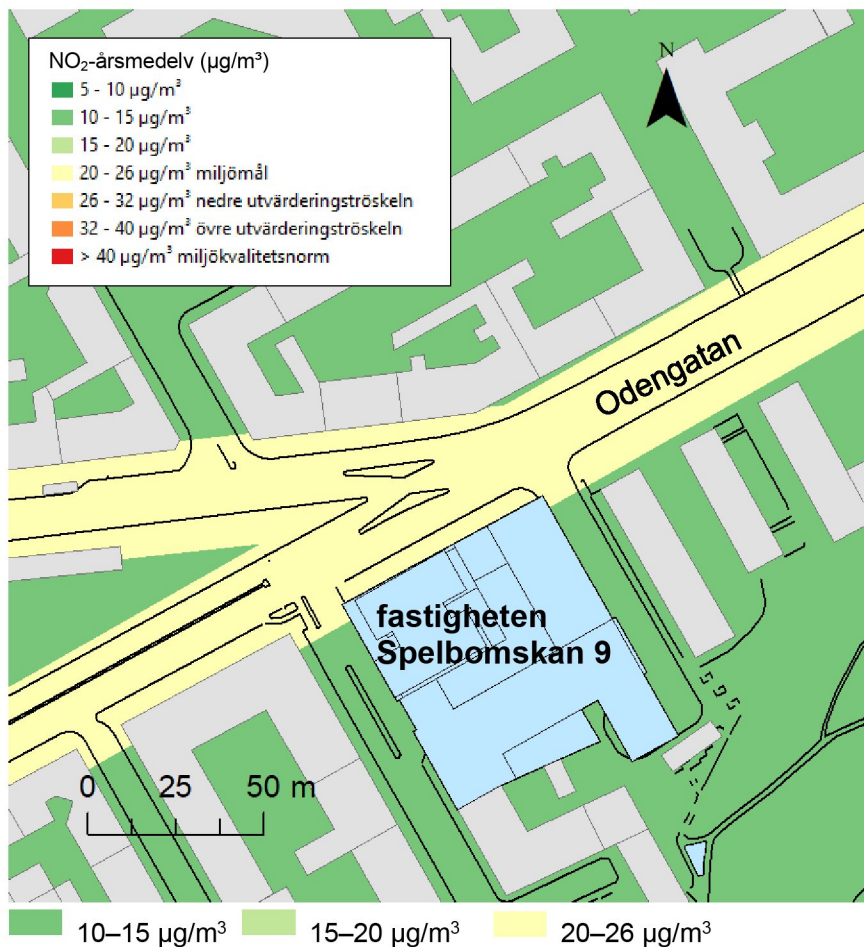 NO₂-årsmedelv (µg/m³)
5 - 10 µg/m³
10 - 15 µg/m³
15 - 20 µg/m³
20 - 26 µg/m³ miljömål
26 - 32 µg/m³ nedre utvärderingströskeln
32 - 40 µg/m³ övre utvärderingströskeln
> 40 µg/m³ miljökvalitetsnorm
N
Odengatan
fastigheten
Spelbomskan 9
0 25 50 m
10–15 µg/m³ 15–20 µg/m³ 20–26 µg/m³